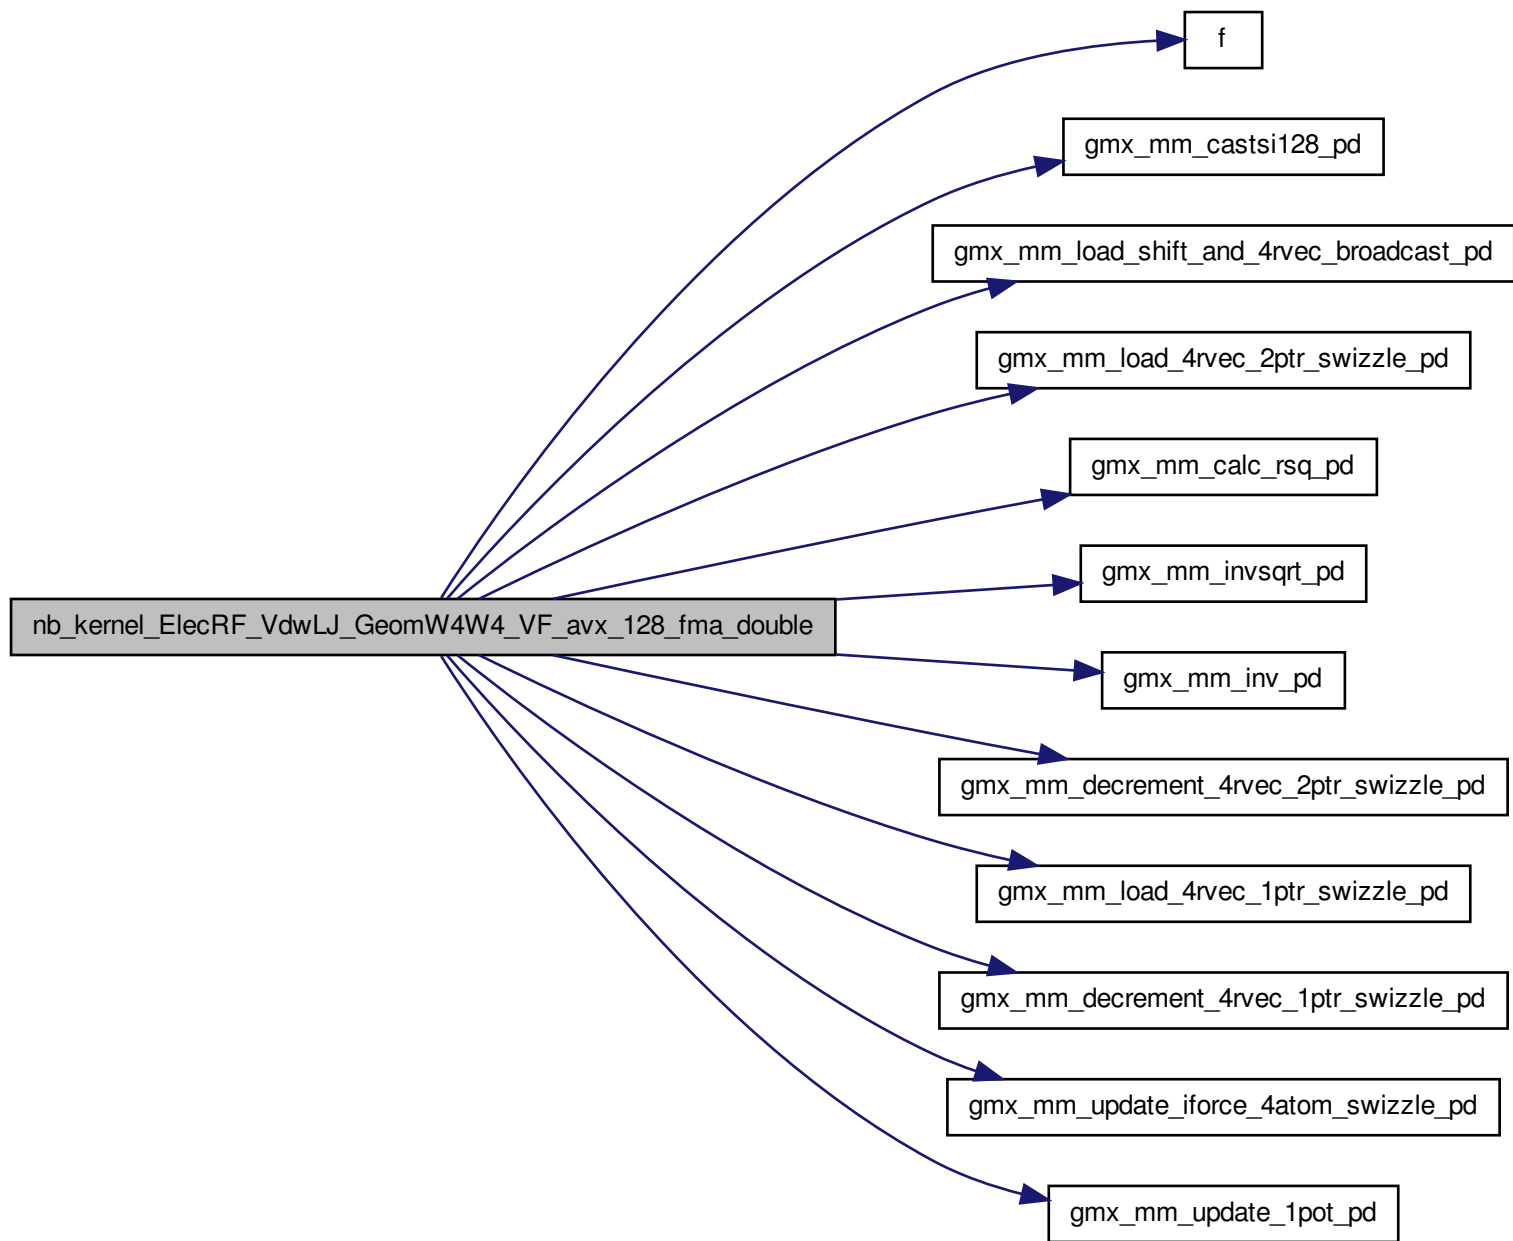 f
gmx_mm_castsi128_pd
gmx_mm_load_shift_and_4rvec_broadcast_pd
gmx_mm_load_4rvec_2ptr_swizzle_pd
gmx_mm_calc_rsq_pd
gmx_mm_invsqrt_pd
nb_kernel_ElecRF_VdwLJ_GeomW4W4_VF_avx_128_fma_double
gmx_mm_inv_pd
gmx_mm_decrement_4rvec_2ptr_swizzle_pd
gmx_mm_load_4rvec_1ptr_swizzle_pd
gmx_mm_decrement_4rvec_1ptr_swizzle_pd
gmx_mm_update_iforce_4atom_swizzle_pd
gmx_mm_update_1pot_pd